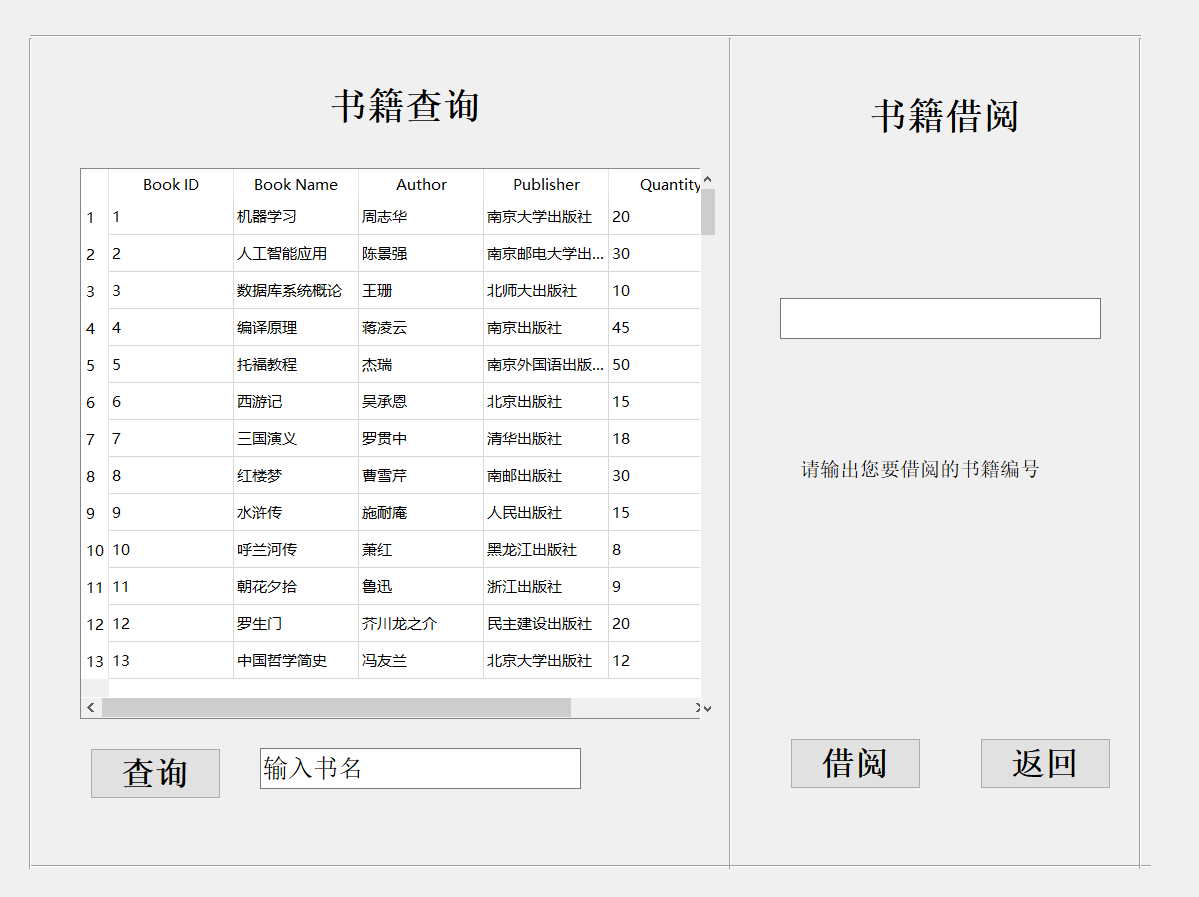 书籍查询
书籍借阅
Book ID Book Name Author Publisher Quantity
1 1 机器学习 周志华 南京大学出版社 20
2 2 人工智能应用 陈景强 南京邮电大学出... 30
3 3 数据库系统概论 王珊 北师大出版社 10
4 4 编译原理 蒋凌云 南京出版社 45
5 5 托福教程 杰瑞 南京外国语出版... 50
6 6 西游记 吴承恩 北京出版社 15
7 7 三国演义 罗贯中 清华出版社 18
8 8 红楼梦 曹雪芹 南邮出版社 30
9 9 水浒传 施耐庵 人民出版社 15
10 10 呼兰河传 萧红 黑龙江出版社 8
11 11 朝花夕拾 鲁迅 浙江出版社 9
12 12 罗生门 芥川龙之介 民主建设出版社 20
13 13 中国哲学简史 冯友兰 北京大学出版社 12
请输出您要借阅的书籍编号
查询 输入书名
借阅 返回